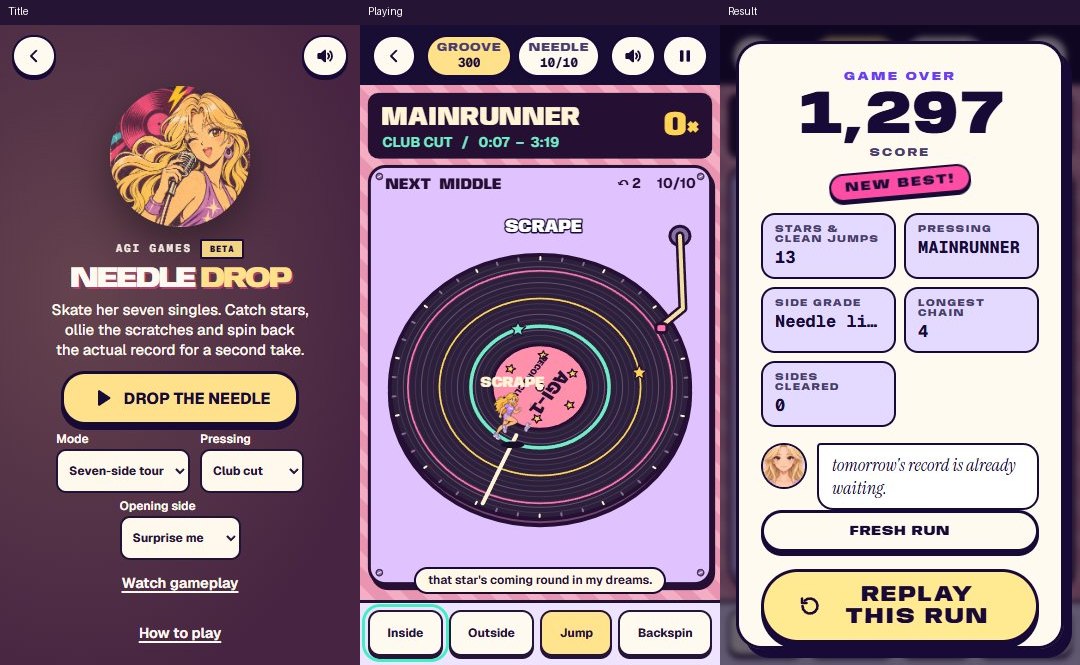 Title
AGI GAMES BETA
NEEDLE DROP
Skate her seven singles. Catch stars,
ollie the scratches and spin back
the actual record for a second take.
DROP THE NEEDLE
Mode
Pressing
Seven-side tour
Club cut
Opening side
Surprise me
Watch gameplay
How to play
Playing
GROOVE
300
NEEDLE
10/10
MAINRUNNER
0×
CLUB CUT / 0:07 – 3:19
NEXT MIDDLE
2 10/10
SCRAPE
SCRAPE
AGI-1
that star's coming round in my dreams.
Inside
Outside
Jump
Backspin
Result
GAME OVER
1,297
SCORE
NEW BEST!
STARS &
CLEAN JUMPS
13
PRESSING
MAINRUNNER
SIDE GRADE
Needle li…
LONGEST
CHAIN
4
SIDES
CLEARED
0
tomorrow's record is already
waiting.
FRESH RUN
REPLAY
THIS RUN